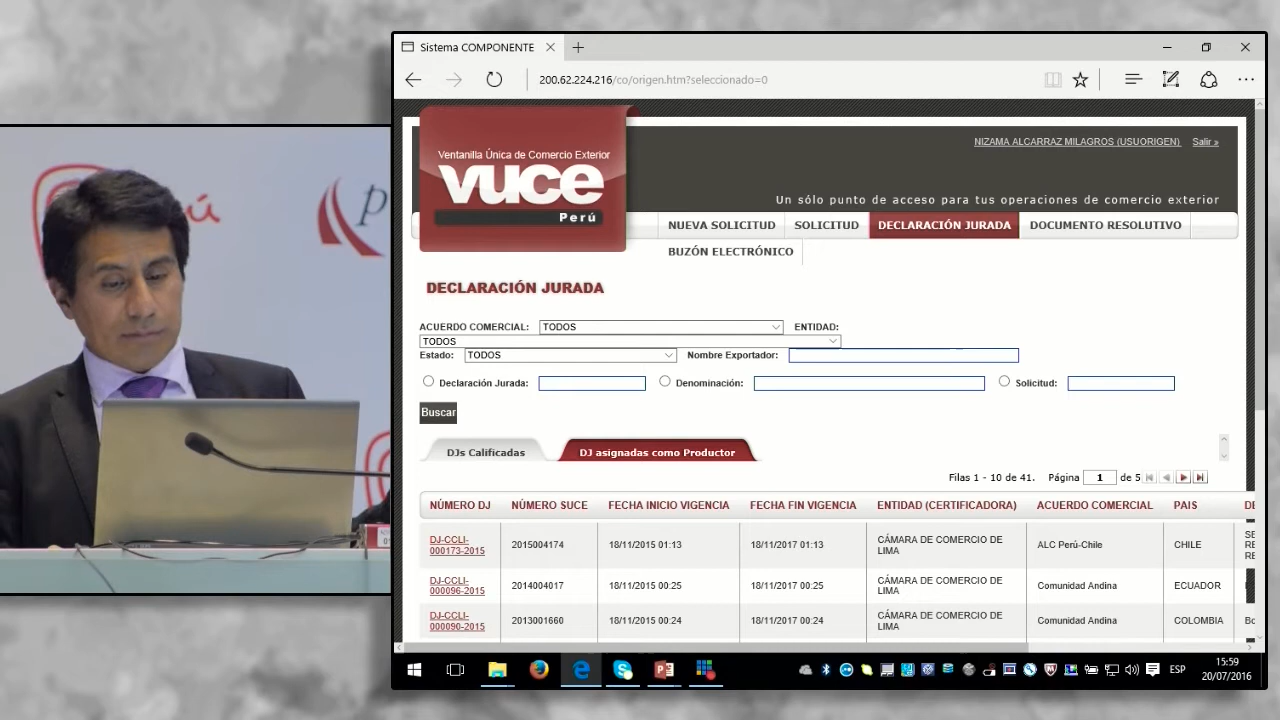 Sistema COMPONENTE
200.62.224.216/co/origen.htm?seleccionado=0
Ventanilla Única de Comercio Exterior
vuce
Perú
NIZAMA ALCARRAZ MILAGROS (USUORIGEN) Salir »
Un sólo punto de acceso para tus operaciones de comercio exterior
NUEVA SOLICITUD SOLICITUD DECLARACIÓN JURADA DOCUMENTO RESOLUTIVO
BUZÓN ELECTRÓNICO
DECLARACIÓN JURADA
ACUERDO COMERCIAL: TODOS ENTIDAD:
TODOS
Estado: TODOS Nombre Exportador:
Declaración Jurada: Denominación: Solicitud:
Buscar
DJs Calificadas DJ asignadas como Productor
Filas 1 - 10 de 41. Página 1 de 5
NÚMERO DJ NÚMERO SUCE FECHA INICIO VIGENCIA FECHA FIN VIGENCIA ENTIDAD (CERTIFICADORA) ACUERDO COMERCIAL PAIS
DJ-CCLI-000173-2015 2015004174 18/11/2015 01:13 18/11/2017 01:13 CÁMARA DE COMERCIO DE LIMA ALC Perú-Chile CHILE
DJ-CCLI-000096-2015 2014004017 18/11/2015 00:25 18/11/2017 00:25 CÁMARA DE COMERCIO DE LIMA Comunidad Andina ECUADOR
DJ-CCLI-000090-2015 2013001660 18/11/2015 00:24 18/11/2017 00:24 CÁMARA DE COMERCIO DE LIMA Comunidad Andina COLOMBIA
ESP
15:59
20/07/2016